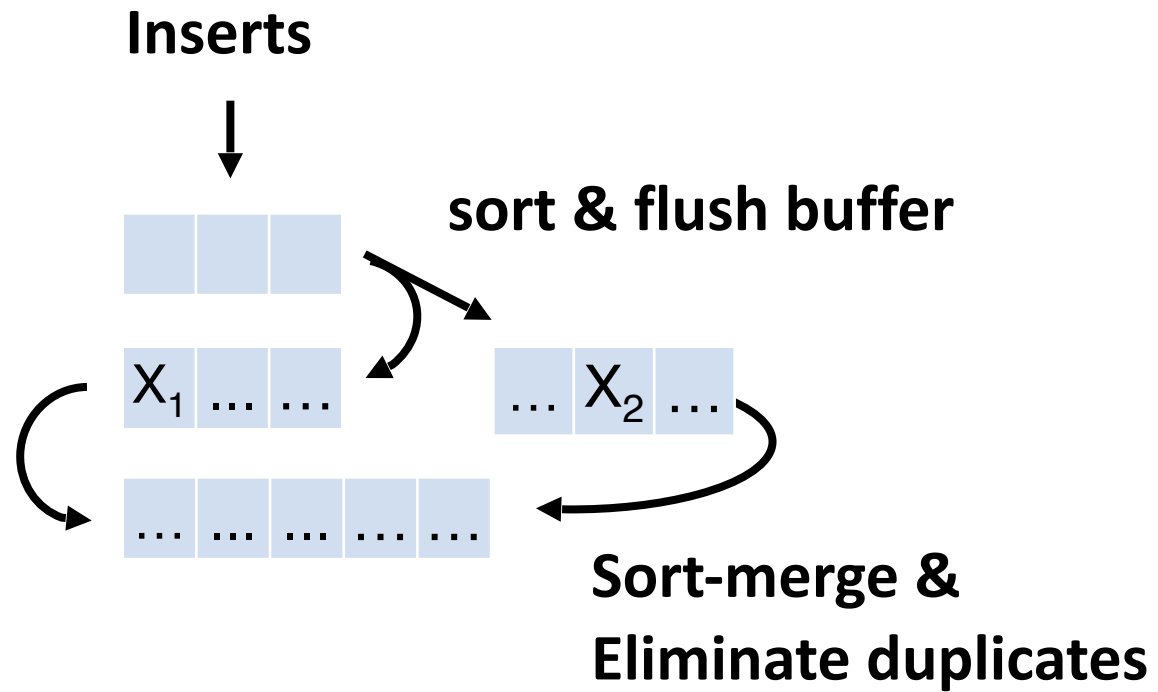 Inserts
sort & flush buffer
X₁ ... ...
... X₂ ...
... ... ... ... ...
Sort-merge &
Eliminate duplicates